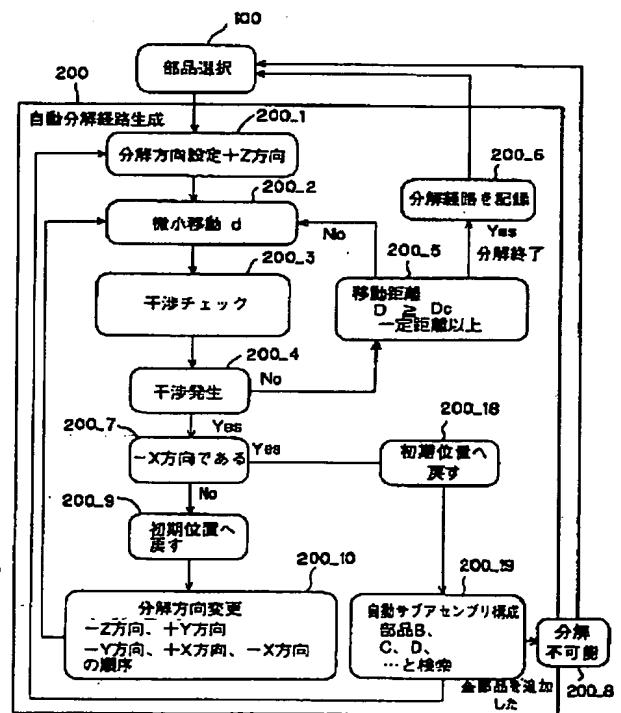 100
部品選択
200
自動分解経路生成
200_1
分解方向設定+Z方向
200_2
微小移動 d
200_3
干渉チェック
200_4
干渉発生
No
Yes
200_5
移動距離
D ≧ Dc
一定距離以上
No
Yes
分解終了
200_6
分解経路を記録
200_7
-X方向である
Yes
No
200_18
初期位置へ
戻す
200_9
初期位置へ
戻す
200_10
分解方向変更
-Z方向、+Y方向
-Y方向、+X方向、-X方向
の順序
200_19
自動サブアセンブリ構成
部品B、
C、D、
…と検索
全部品を追加
した
分解
不可能
200_8